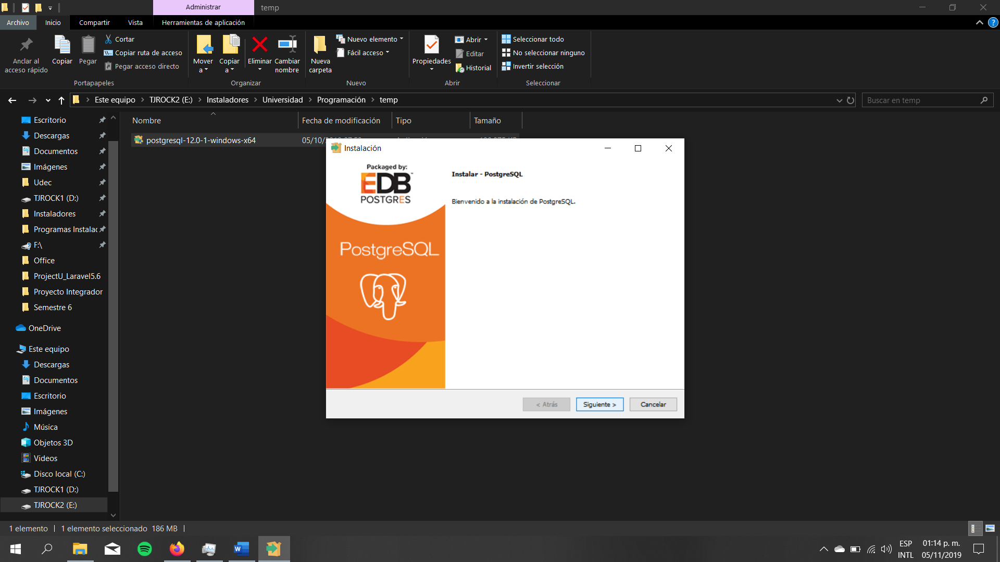 Administrar
temp
Archivo
Inicio
Compartir
Vista
Herramientas de aplicación
Anclar al
acceso rápido
Copiar
Pegar
Cortar
Copiar ruta de acceso
Pegar acceso directo
Portapapeles
Mover
a
Copiar
a
Eliminar
Cambiar
nombre
Organizar
Nueva
carpeta
Nuevo elemento
Fácil acceso
Nuevo
Propiedades
Abrir
Editar
Historial
Abrir
Seleccionar todo
No seleccionar ninguno
Invertir selección
Seleccionar
Este equipo
TJROCK2 (E:)
Instaladores
Universidad
Programación
temp
Buscar en temp
Escritorio
Descargas
Documentos
Imágenes
Udec
TJROCK1 (D:)
Instaladores
Programas Instalac
F:\
Office
ProjectU_Laravel5.6
Proyecto Integrador
Semestre 6
OneDrive
Este equipo
Descargas
Documentos
Escritorio
Imágenes
Música
Objetos 3D
Videos
Disco local (C:)
TJROCK1 (D:)
TJROCK2 (E:)
Nombre
Fecha de modificación
Tipo
Tamaño
postgresql-12.0-1-windows-x64
05/10/
Instalación
Packaged by:
EDB
POSTGRES
PostgreSQL
Instalar - PostgreSQL
Bienvenido a la instalación de PostgreSQL.
< Atrás
Siguiente >
Cancelar
1 elemento
1 elemento seleccionado 186 MB
ESP
INTL
01:14 p. m.
05/11/2019